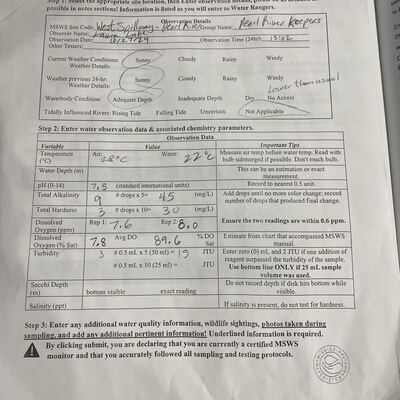 Step 1: Select the appropriate site location, then Enter observation details,
possible in notes section! Information is listed as you will enter to Water Rangers.
Observation Details
MSWS Site Code: West Spillway - Pearl River Group Name: Pearl River Keepers
Observer Name:
Observation Date: 10/29/24 Observation Time (24hr): 13:02
Other Testers:
Current Weather Conditions: Sunny Cloudy Rainy Windy
Weather Details:
Weather previous 24-hr: Sunny Cloudy Rainy Windy
Weather Details:
Lower than usual
Waterbody Condition: Adequate Depth Inadequate Depth Dry No Access
Tidally Influenced Rivers: Rising Tide Falling Tide Uncertain Not Applicable
Step 2: Enter water observation data & associated chemistry parameters.
Observation Data
Variable Value Important Tips
Temperature (°C) Air: 28°C Water: 22°C Measure air temp before water temp. Read with bulb submerged if possible. Don't touch bulb.
Water Depth (m) This can be an estimation or exact measurement.
pH (0-14) 7.5 (standard international units) Record to nearest 0.5 unit.
Total Alkalinity 9 # drops x 5= 45 (mg/L) Add drops until no more color change; record number of drops that produced final change.
Total Hardness 3 # drops x 10= 30 (mg/L)
Dissolved Oxygen (ppm) Rep 1: 7.6 Rep 2: 8.0 Ensure the two readings are within 0.6 ppm.
Dissolved Oxygen (% Sat) 7.8 Avg DO 89.6 % DO Sat Estimate from chart that accompanied MSWS manual.
Turbidity 3 # 0.5 mL x 5 (50 ml) = 15 JTU Enter zero (0) mL and 2 JTU if one addition of reagent surpassed the turbidity of the sample.
# 0.5 mL x 10 (25 ml) = JTU Use bottom line ONLY if 25 mL sample volume was used.
Secchi Depth (m) bottom visible exact reading Do not record depth if disk hits bottom while visible.
Salinity (ppt) If salinity is present, do not test for hardness.
Step 3: Enter any additional water quality information, wildlife sightings, photos taken during
sampling, and add any additional pertinent information! Underlined information is required.
By clicking submit, you are declaring that you are currently a certified MSWS
monitor and that you accurately followed all sampling and testing protocols.